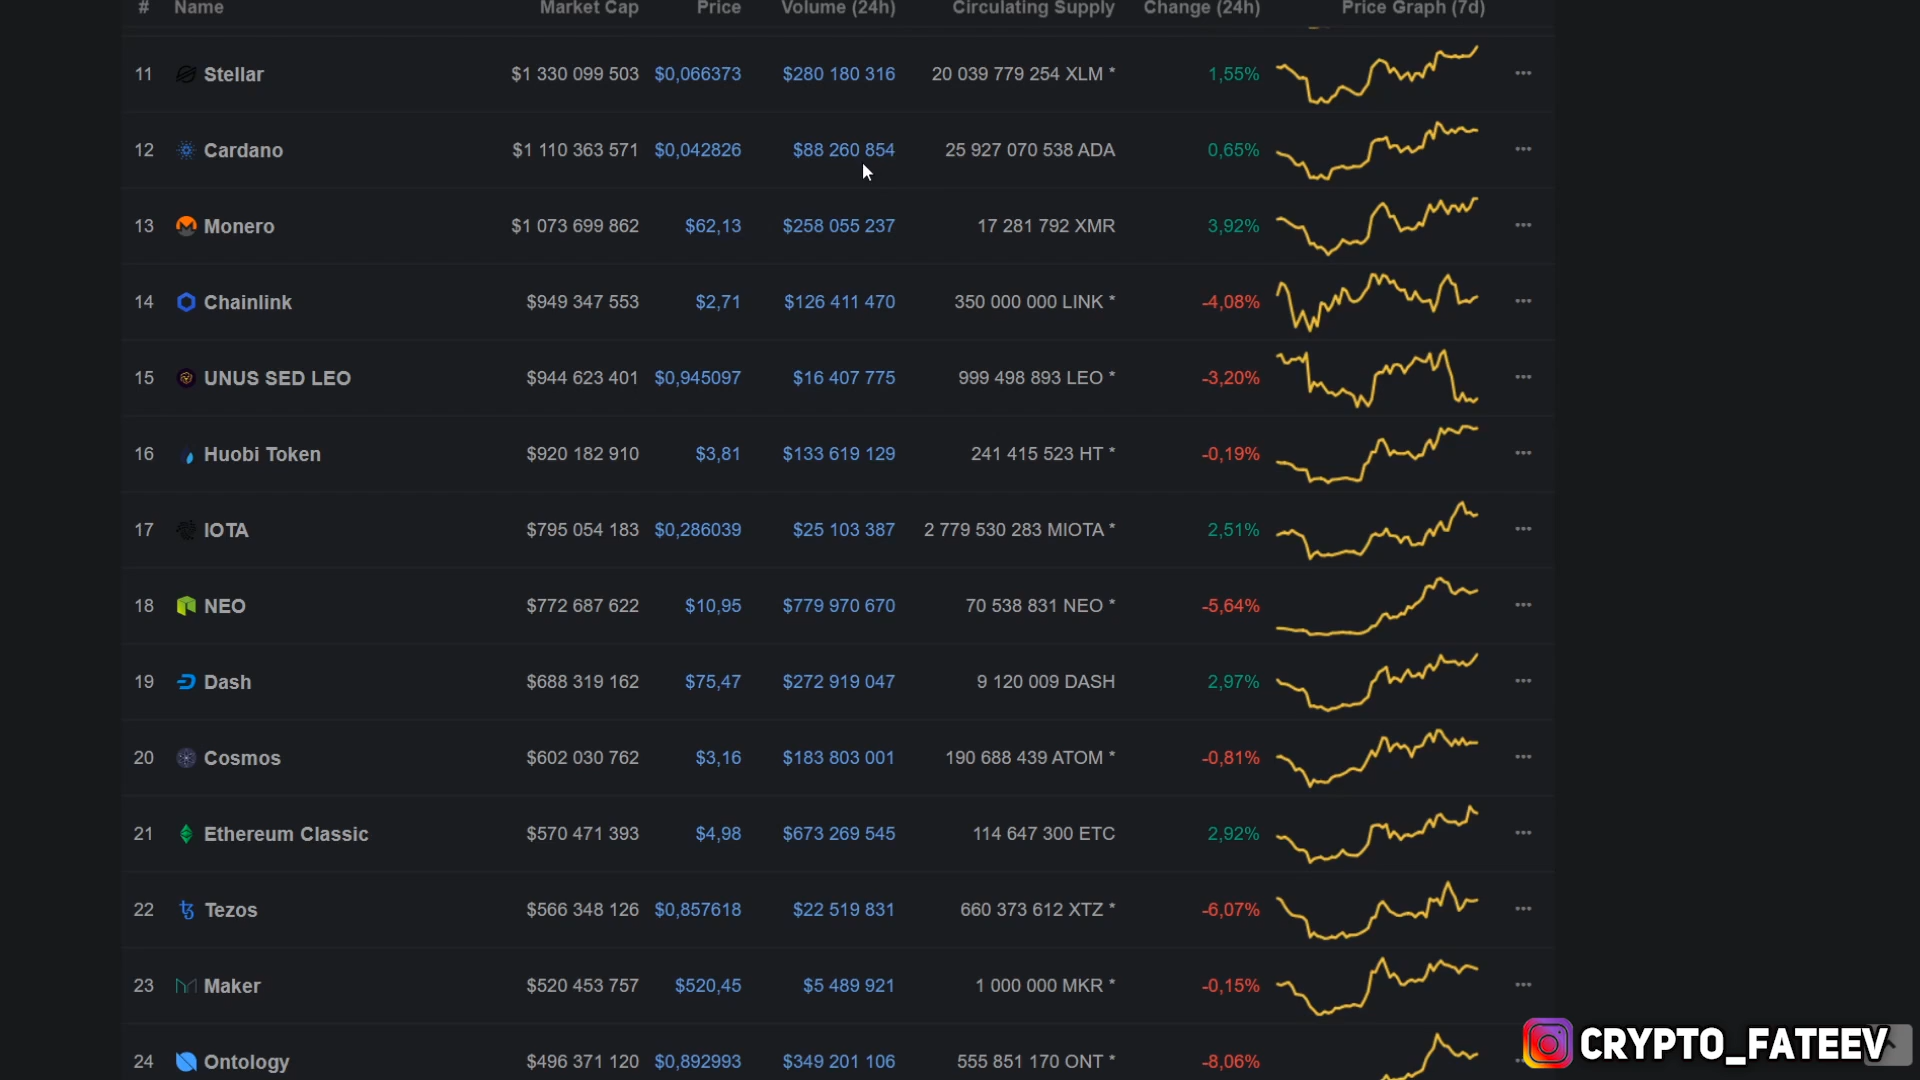 # Name Market Cap Price Volume (24h) Circulating Supply Change (24h) Price Graph (7d)
11 Stellar $1 330 099 503 $0,066373 $280 180 316 20 039 779 254 XLM * 1,55%
12 Cardano $1 110 363 571 $0,042826 $88 260 854 25 927 070 538 ADA 0,65%
13 Monero $1 073 699 862 $62,13 $258 055 237 17 281 792 XMR 3,92%
14 Chainlink $949 347 553 $2,71 $126 411 470 350 000 000 LINK * -4,08%
15 UNUS SED LEO $944 623 401 $0,945097 $16 407 775 999 498 893 LEO * -3,20%
16 Huobi Token $920 182 910 $3,81 $133 619 129 241 415 523 HT * -0,19%
17 IOTA $795 054 183 $0,286039 $25 103 387 2 779 530 283 MIOTA * 2,51%
18 NEO $772 687 622 $10,95 $779 970 670 70 538 831 NEO * -5,64%
19 Dash $688 319 162 $75,47 $272 919 047 9 120 009 DASH 2,97%
20 Cosmos $602 030 762 $3,16 $183 803 001 190 688 439 ATOM * -0,81%
21 Ethereum Classic $570 471 393 $4,98 $673 269 545 114 647 300 ETC 2,92%
22 Tezos $566 348 126 $0,857618 $22 519 831 660 373 612 XTZ * -6,07%
23 Maker $520 453 757 $520,45 $5 489 921 1 000 000 MKR * -0,15%
24 Ontology $496 371 120 $0,892993 $349 201 106 555 851 170 ONT * -8,06%
CRYPTO_FATEEV